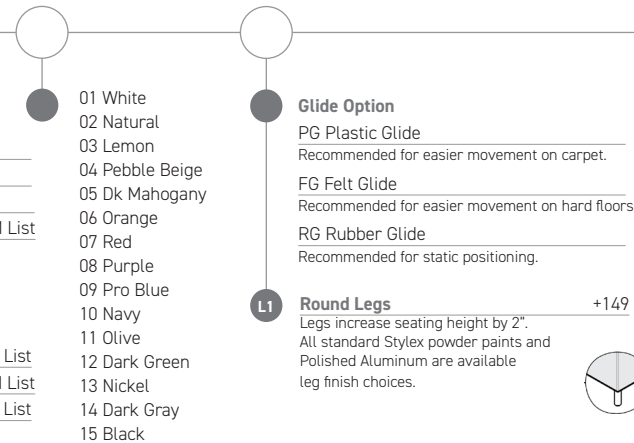 l List
List
l List
List
01 White
02 Natural
03 Lemon
04 Pebble Beige
05 Dk Mahogany
06 Orange
07 Red
08 Purple
09 Pro Blue
10 Navy
11 Olive
12 Dark Green
13 Nickel
14 Dark Gray
15 Black
Glide Option
PG Plastic Glide
Recommended for easier movement on carpet.
FG Felt Glide
Recommended for easier movement on hard floors
RG Rubber Glide
Recommended for static positioning.
L1 Round Legs +149
Legs increase seating height by 2”.
All standard Stylex powder paints and
Polished Aluminum are available
leg finish choices.